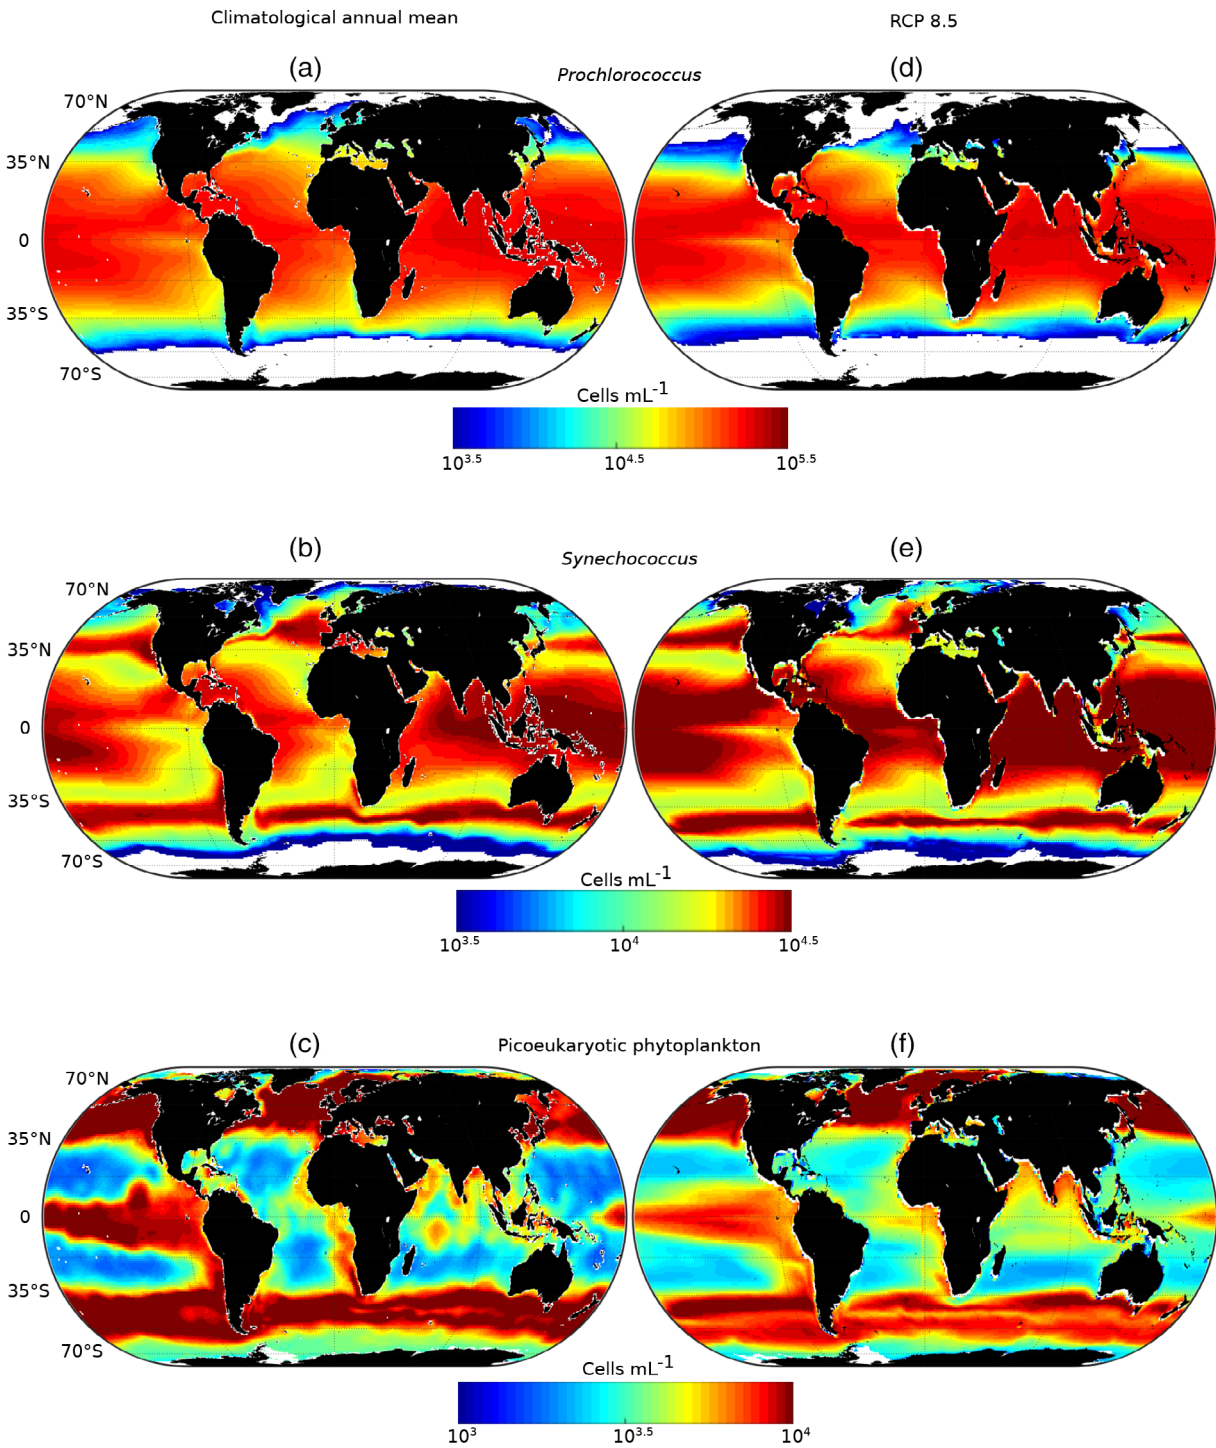 Climatological annual mean
RCP 8.5
(a)
Prochlorococcus
(d)
70°N
35°N
0
35°S
70°S
Cells mL-1
10^3.5
10^4.5
10^5.5
(b)
Synechococcus
(e)
70°N
35°N
0
35°S
70°S
Cells mL-1
10^3.5
10^4
10^4.5
(c)
Picoeukaryotic phytoplankton
(f)
70°N
35°N
0
35°S
70°S
Cells mL-1
10^3
10^3.5
10^4